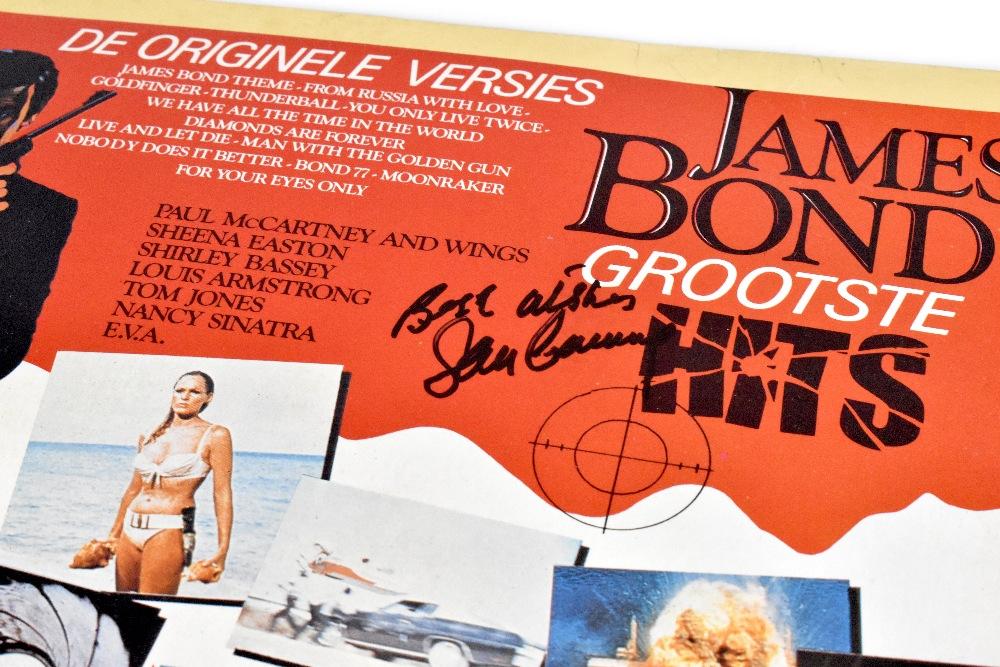 DE ORIGINELE VERSIES
JAMES BOND THEME - FROM RUSSIA WITH LOVE -
GOLDFINGER - THUNDERBALL - YOU ONLY LIVE TWICE -
WE HAVE ALL THE TIME IN THE WORLD
DIAMONDS ARE FOREVER
LIVE AND LET DIE - MAN WITH THE GOLDEN GUN
NOBODY DOES IT BETTER - BOND 77 - MOONRAKER
FOR YOUR EYES ONLY
PAUL McCARTNEY AND WINGS
SHEENA EASTON
SHIRLEY BASSEY
LOUIS ARMSTRONG
TOM JONES
NANCY SINATRA
E.V.A.
JAMES
BOND
GROOTSTE
HITS
Best wishes